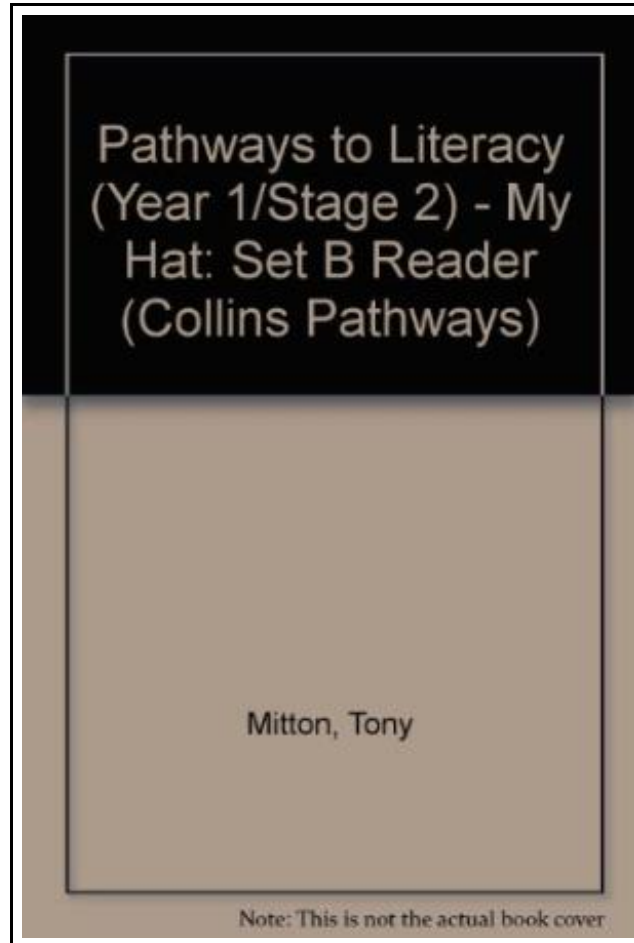 Pathways to Literacy
(Year 1/Stage 2) - My
Hat: Set B Reader
(Collins Pathways)
Mitton, Tony
Note: This is not the actual book cover